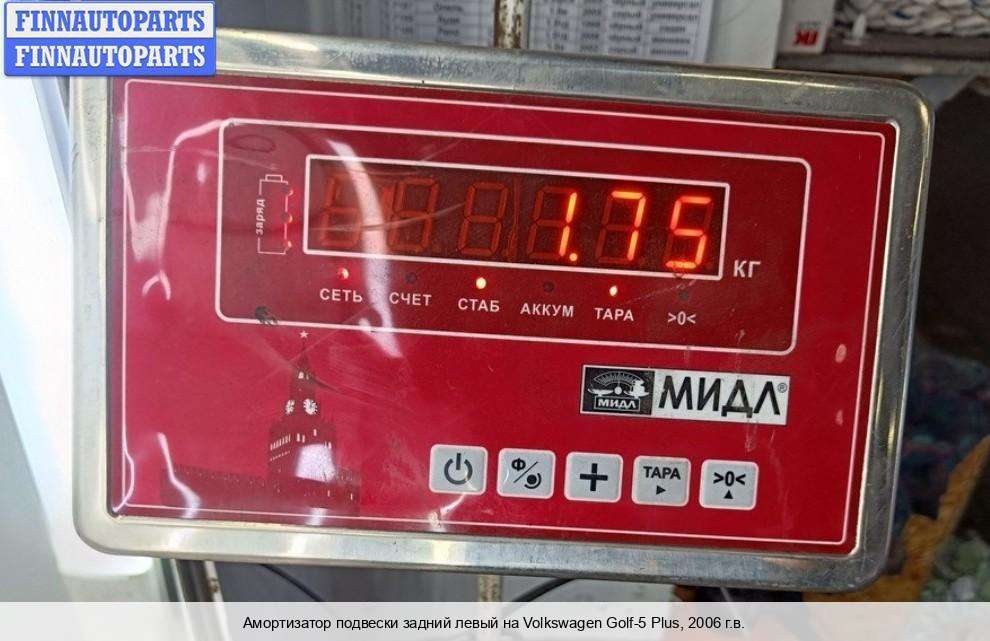 FINNAUTOPARTS
FINNAUTOPARTS
заряд
1.75
КГ
СЕТЬ СЧЕТ СТАБ АККУМ ТАРА >0<
МИДЛ МИДЛ®
Ф
ТАРА >0<
Амортизатор подвески задний левый на Volkswagen Golf-5 Plus, 2006 г.в.